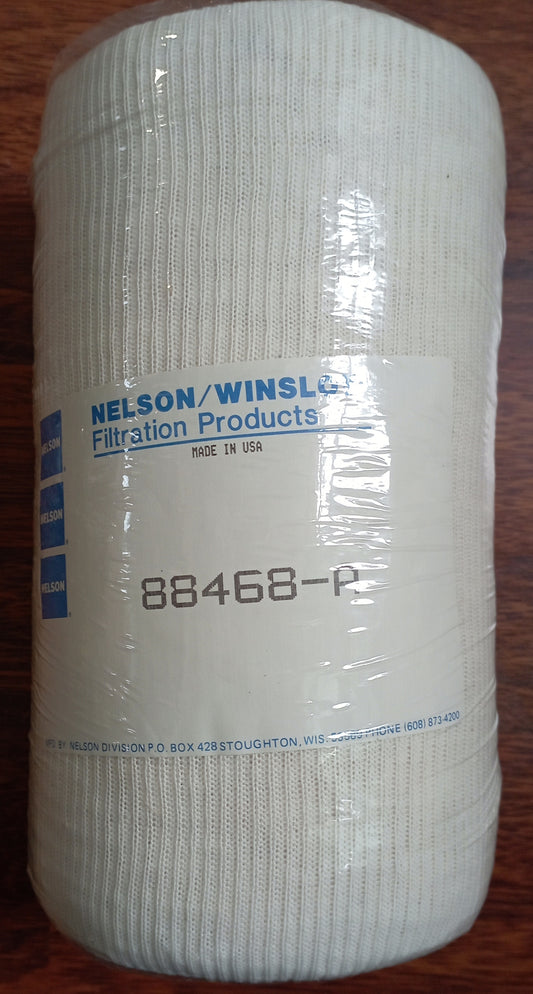 NELSON/WINSLO
Filtration Products
MADE IN USA
NELSON
NELSON
NELSON
88468-A
MFD BY NELSON DIVISION P.O. BOX 428 STOUGHTON, WIS. PHONE (608) 873-4200